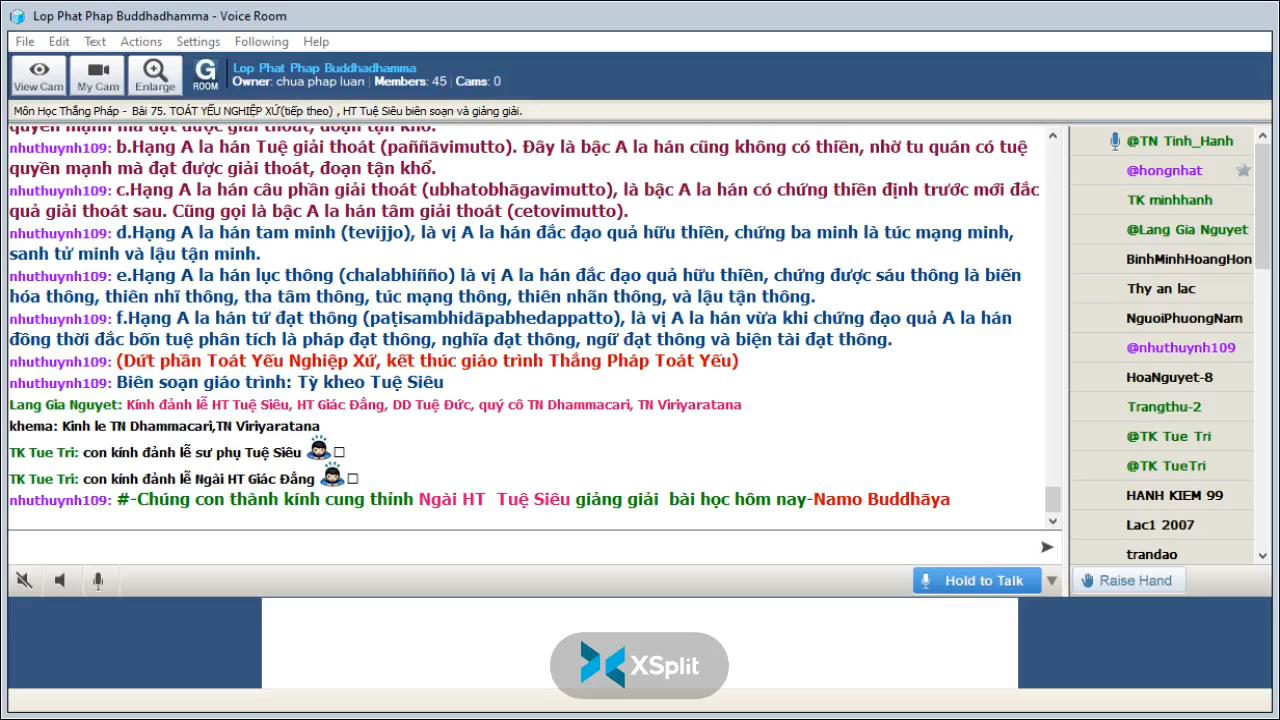 Lop Phat Phap Buddhadhamma - Voice Room
File Edit Text Actions Settings Following Help
View Cam My Cam Enlarge G ROOM
Lop Phat Phap Buddhadhamma
Owner: chua phap luan | Members: 45 | Cams: 0
Môn Học Thắng Pháp - Bài 75. TOÁT YẾU NGHIỆP XỨ(tiếp theo) , HT Tuệ Siêu biên soạn và giảng giải.
quyền mạnh mà đạt được giải thoát, đoạn tận khổ.
nhuthuynh109: b.Hạng A la hán Tuệ giải thoát (paññāvimutto). Đây là bậc A la hán cũng không có thiền, nhờ tu quán có tuệ
quyền mạnh mà đạt được giải thoát, đoạn tận khổ.
nhuthuynh109: c.Hạng A la hán câu phần giải thoát (ubhatobhāgavimutto), là bậc A la hán có chứng thiền định trước mới đắc
quả giải thoát sau. Cũng gọi là bậc A la hán tâm giải thoát (cetovimutto).
nhuthuynh109: d.Hạng A la hán tam minh (tevijjo), là vị A la hán đắc đạo quả hữu thiền, chứng ba minh là túc mạng minh,
sanh tử minh và lậu tận minh.
nhuthuynh109: e.Hạng A la hán lục thông (chalabhiñño) là vị A la hán đắc đạo quả hữu thiền, chứng được sáu thông là biến
hóa thông, thiên nhĩ thông, tha tâm thông, túc mạng thông, thiên nhãn thông, và lậu tận thông.
nhuthuynh109: f.Hạng A la hán tứ đạt thông (paṭisambhidāpabhedappatto), là vị A la hán vừa khi chứng đạo quả A la hán
đồng thời đắc bốn tuệ phân tích là pháp đạt thông, nghĩa đạt thông, ngữ đạt thông và biện tài đạt thông.
nhuthuynh109: (Dứt phần Toát Yếu Nghiệp Xứ, kết thúc giáo trình Thắng Pháp Toát Yếu)
nhuthuynh109: Biên soạn giáo trình: Tỳ kheo Tuệ Siêu
Lang Gia Nguyet: Kính đảnh lễ HT Tuệ Siêu, HT Giác Đẳng, DD Tuệ Đức, quý cô TN Dhammacari, TN Viriyaratana
khema: Kinh le TN Dhammacari,TN Viriyaratana
TK Tue Tri: con kính đảnh lễ sư phụ Tuệ Siêu
TK Tue Tri: con kính đảnh lễ Ngài HT Giác Đẳng
nhuthuynh109: #-Chúng con thành kính cung thỉnh Ngài HT Tuệ Siêu giảng giải bài học hôm nay-Namo Buddhāya
@TN Tinh_Hanh
@hongnhat
TK minhhanh
@Lang Gia Nguyet
BinhMinhHoangHon
Thy an lac
NguoiPhuongNam
@nhuthuynh109
HoaNguyet-8
Trangthu-2
@TK Tue Tri
@TK TueTri
HANH KIEM 99
Lac1 2007
trandao
Hold to Talk
Raise Hand
XSplit